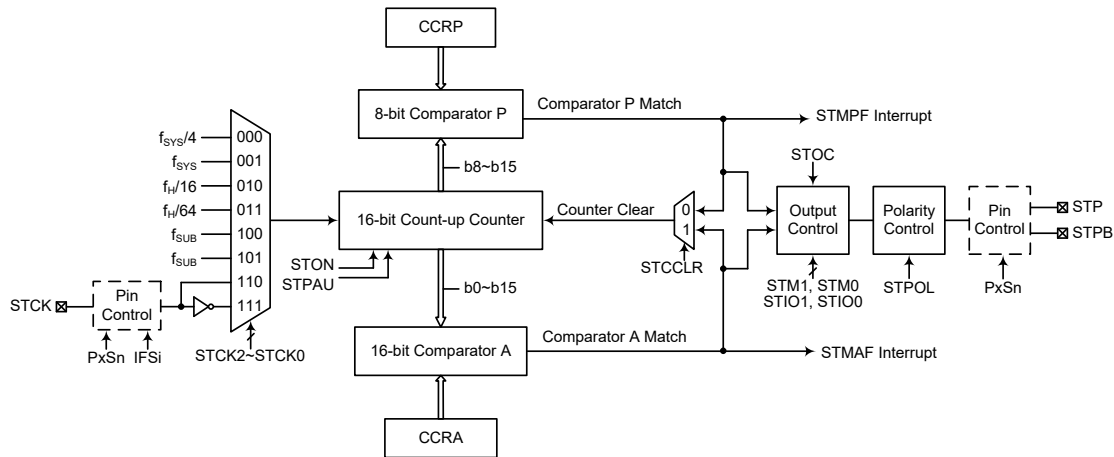 CCRP
8-bit Comparator P
Comparator P Match
STMPF Interrupt
b8~b15
fSYS/4
000
fSYS
001
fH/16
010
fH/64
011
fSUB
100
fSUB
101
110
111
STCK
Pin
Control
PxSn
IFSi
STCK2~STCK0
16-bit Count-up Counter
STON
STPAU
Counter Clear
0
1
STCCLR
STOC
Output
Control
STM1, STM0
STIO1, STIO0
Polarity
Control
STPOL
Pin
Control
PxSn
STP
STPB
b0~b15
16-bit Comparator A
Comparator A Match
STMAF Interrupt
CCRA